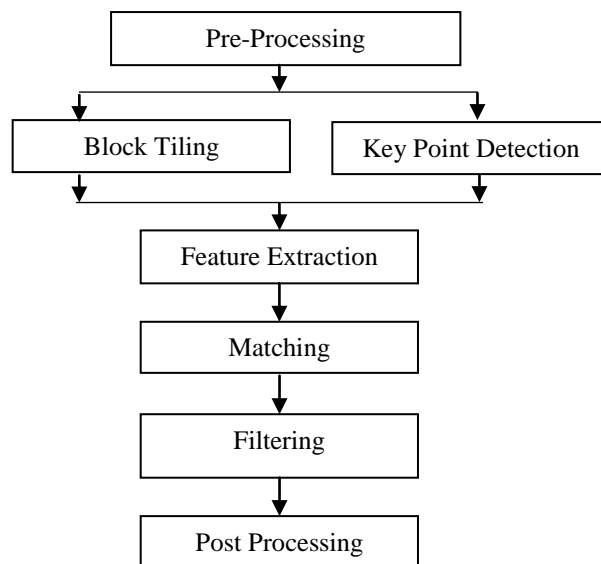 Pre-Processing
Block Tiling
Key Point Detection
Feature Extraction
Matching
Filtering
Post Processing